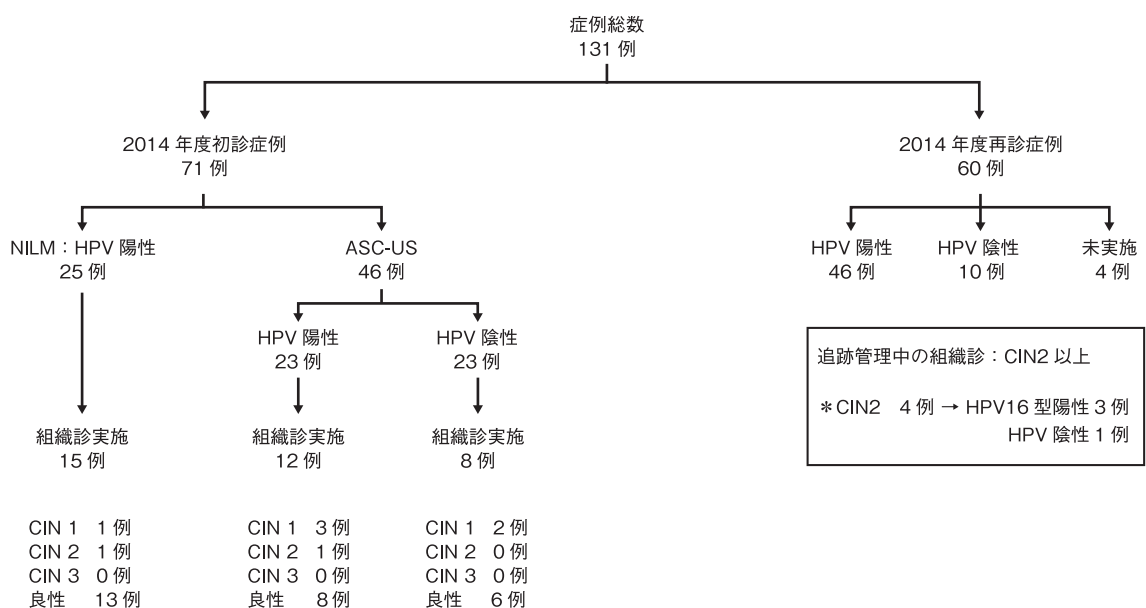 症例総数
131 例
2014 年度初診症例
71 例
2014 年度再診症例
60 例
NILM：HPV 陽性
25 例
ASC-US
46 例
HPV 陽性
46 例
HPV 陰性
10 例
未実施
4 例
HPV 陽性
23 例
HPV 陰性
23 例
追跡管理中の組織診：CIN2 以上
＊CIN2 4 例 → HPV16 型陽性 3 例
HPV 陰性 1 例
組織診実施
15 例
組織診実施
12 例
組織診実施
8 例
CIN 1 1 例
CIN 2 1 例
CIN 3 0 例
良性 13 例
CIN 1 3 例
CIN 2 1 例
CIN 3 0 例
良性 8 例
CIN 1 2 例
CIN 2 0 例
CIN 3 0 例
良性 6 例